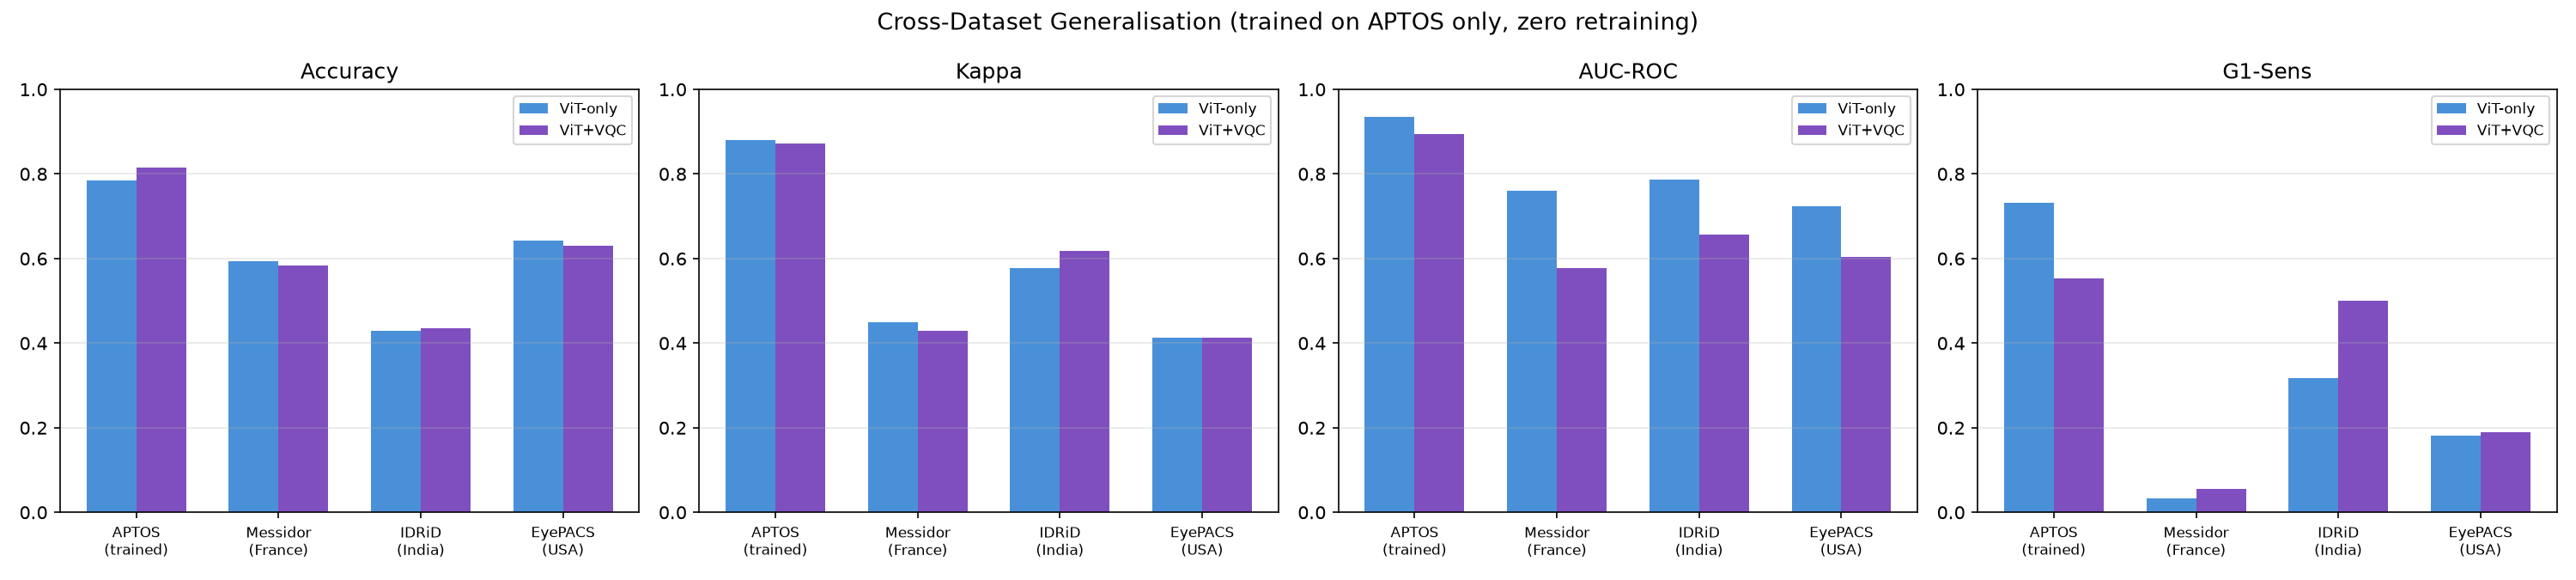 Cross-Dataset Generalisation (trained on APTOS only, zero retraining)
Accuracy
1.0
0.8
0.6
0.4
0.2
0.0
ViT-only
ViT+VQC
APTOS
(trained)
Messidor
(France)
IDRiD
(India)
EyePACS
(USA)
Kappa
1.0
0.8
0.6
0.4
0.2
0.0
ViT-only
ViT+VQC
APTOS
(trained)
Messidor
(France)
IDRiD
(India)
EyePACS
(USA)
AUC-ROC
1.0
0.8
0.6
0.4
0.2
0.0
ViT-only
ViT+VQC
APTOS
(trained)
Messidor
(France)
IDRiD
(India)
EyePACS
(USA)
G1-Sens
1.0
0.8
0.6
0.4
0.2
0.0
ViT-only
ViT+VQC
APTOS
(trained)
Messidor
(France)
IDRiD
(India)
EyePACS
(USA)